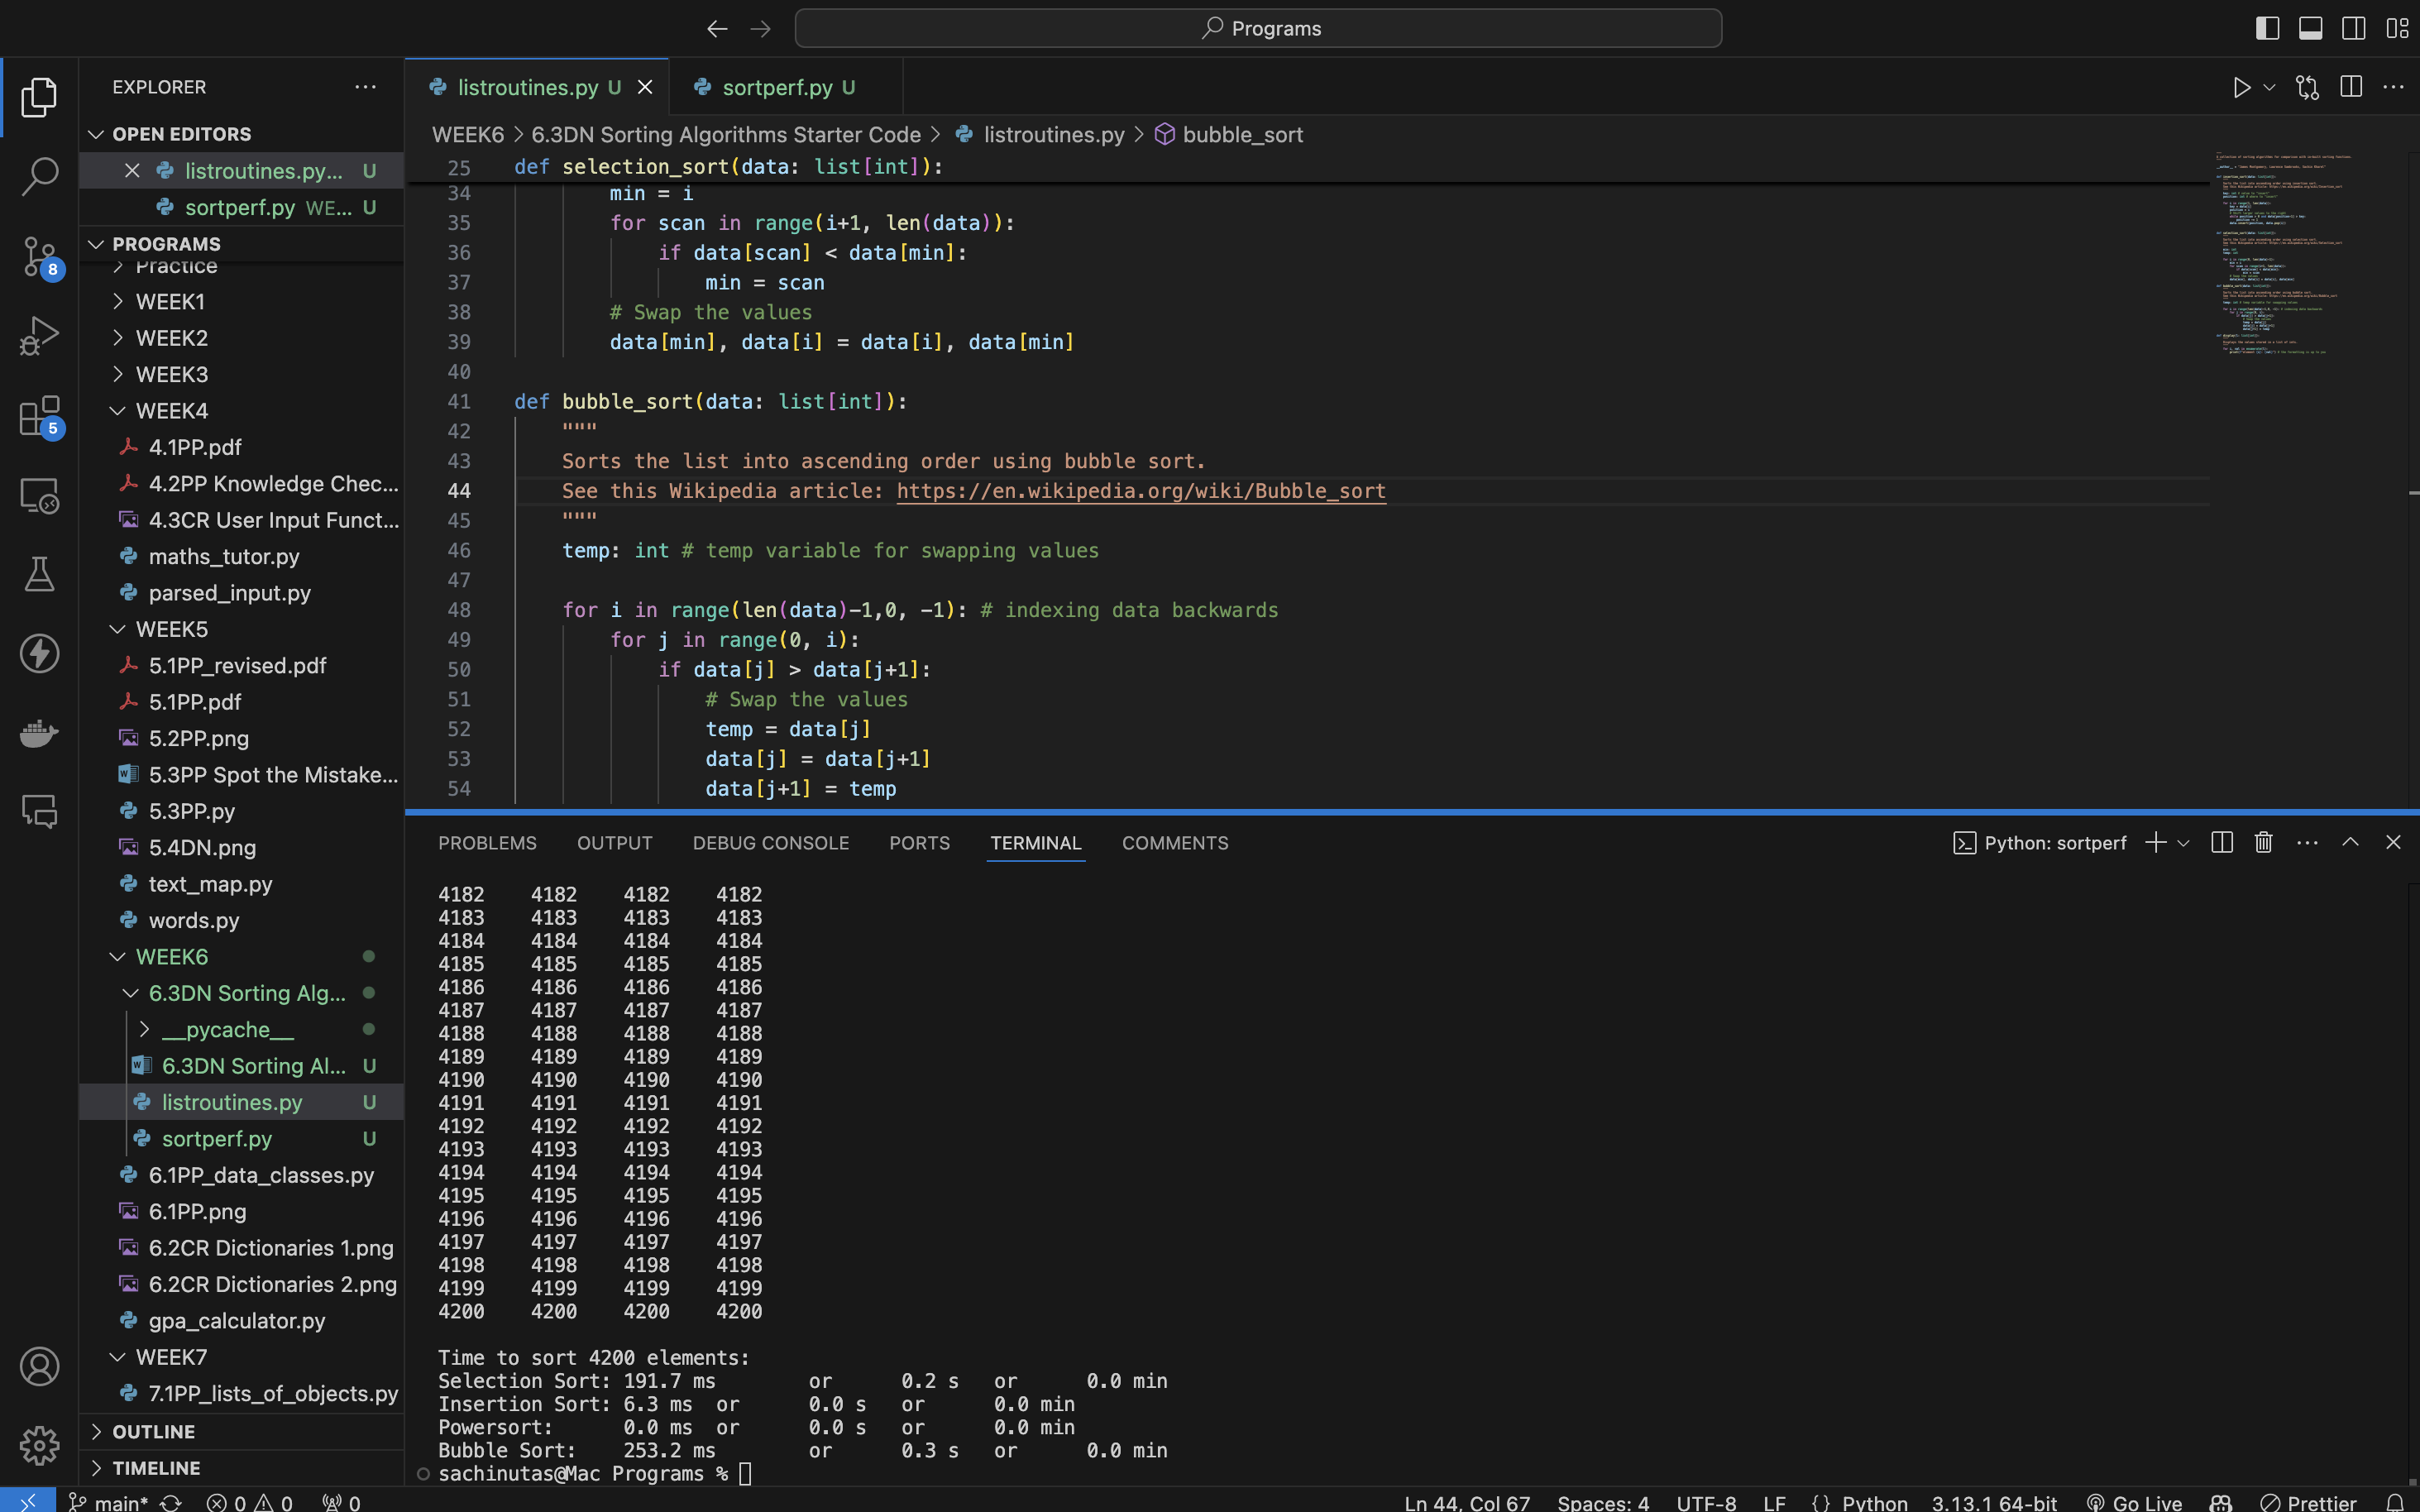 Programs
EXPLORER
OPEN EDITORS
listroutines.py... U
sortperf.py WE... U
PROGRAMS
Practice
WEEK1
WEEK2
WEEK3
WEEK4
4.1PP.pdf
4.2PP Knowledge Chec...
4.3CR User Input Funct...
maths_tutor.py
parsed_input.py
WEEK5
5.1PP_revised.pdf
5.1PP.pdf
5.2PP.png
5.3PP Spot the Mistake...
5.3PP.py
5.4DN.png
text_map.py
words.py
WEEK6
6.3DN Sorting Alg...
__pycache__
6.3DN Sorting Al... U
listroutines.py U
sortperf.py U
6.1PP_data_classes.py
6.1PP.png
6.2CR Dictionaries 1.png
6.2CR Dictionaries 2.png
gpa_calculator.py
WEEK7
7.1PP_lists_of_objects.py
OUTLINE
TIMELINE
8
5
listroutines.py U
sortperf.py U
WEEK6 > 6.3DN Sorting Algorithms Starter Code > listroutines.py > bubble_sort
25 def selection_sort(data: list[int]):
34 min = i
35 for scan in range(i+1, len(data)):
36 if data[scan] < data[min]:
37 min = scan
38 # Swap the values
39 data[min], data[i] = data[i], data[min]
40
41 def bubble_sort(data: list[int]):
42 """
43 Sorts the list into ascending order using bubble sort.
44 See this Wikipedia article: https://en.wikipedia.org/wiki/Bubble_sort
45 """
46 temp: int # temp variable for swapping values
47
48 for i in range(len(data)-1,0, -1): # indexing data backwards
49 for j in range(0, i):
50 if data[j] > data[j+1]:
51 # Swap the values
52 temp = data[j]
53 data[j] = data[j+1]
54 data[j+1] = temp
PROBLEMS OUTPUT DEBUG CONSOLE PORTS TERMINAL COMMENTS
Python: sortperf
4182 4182 4182 4182
4183 4183 4183 4183
4184 4184 4184 4184
4185 4185 4185 4185
4186 4186 4186 4186
4187 4187 4187 4187
4188 4188 4188 4188
4189 4189 4189 4189
4190 4190 4190 4190
4191 4191 4191 4191
4192 4192 4192 4192
4193 4193 4193 4193
4194 4194 4194 4194
4195 4195 4195 4195
4196 4196 4196 4196
4197 4197 4197 4197
4198 4198 4198 4198
4199 4199 4199 4199
4200 4200 4200 4200
Time to sort 4200 elements:
Selection Sort: 191.7 ms or 0.2 s or 0.0 min
Insertion Sort: 6.3 ms or 0.0 s or 0.0 min
Powersort: 0.0 ms or 0.0 s or 0.0 min
Bubble Sort: 253.2 ms or 0.3 s or 0.0 min
sachinutas@Mac Programs %
main* 0 0 0
Ln 44, Col 67 Spaces: 4 UTF-8 LF {} Python 3.13.1 64-bit Go Live Prettier